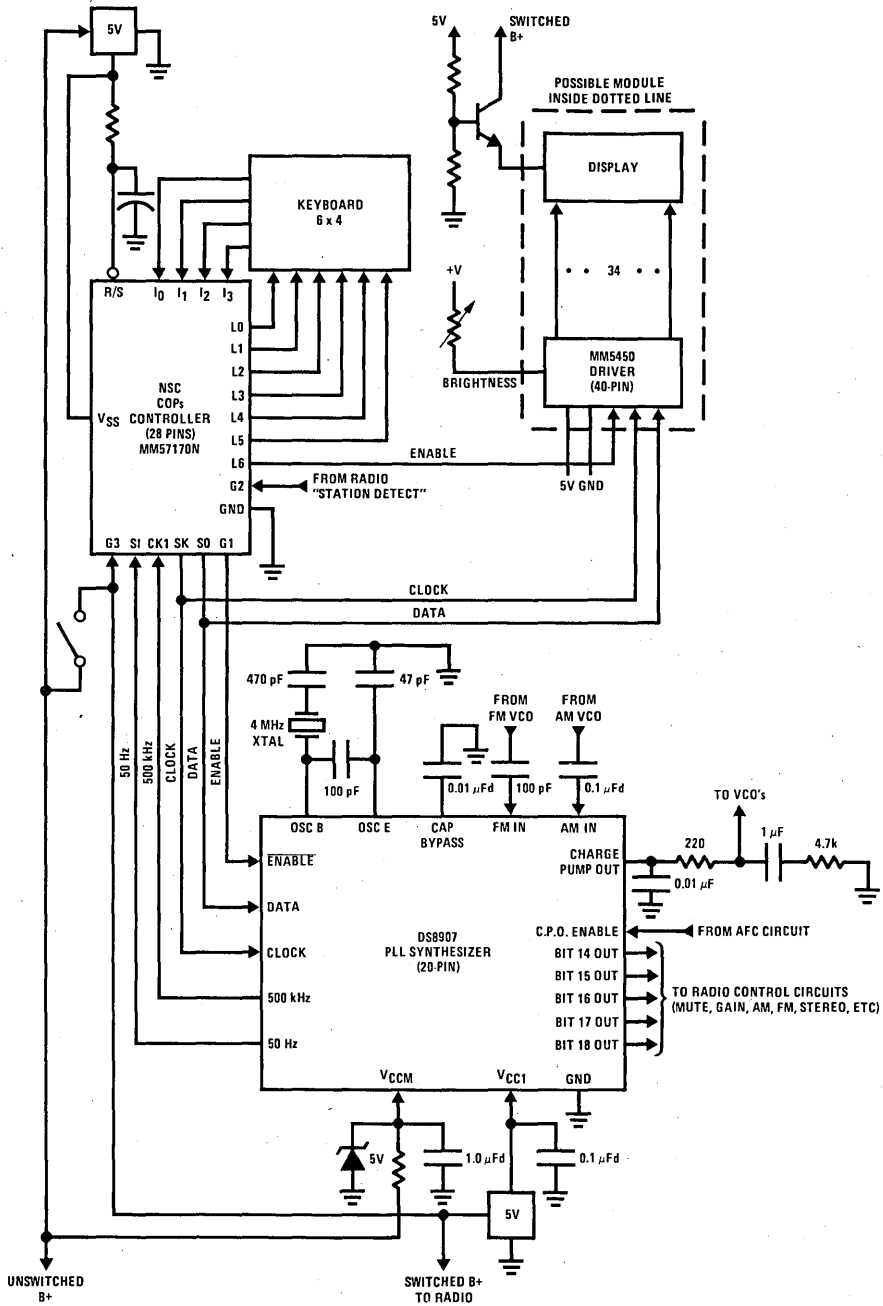 5V
5V
SWITCHED
B+
POSSIBLE MODULE
INSIDE DOTTED LINE
DISPLAY
KEYBOARD
6 x 4
•• 34 ••
+V
BRIGHTNESS
MM5450
DRIVER
(40-PIN)
5V GND
R/S
I0
I1
I2
I3
L0
L1
L2
L3
L4
L5
L6
G2
GND
VSS
NSC
COPs
CONTROLLER
(28 PINS)
MM57170N
ENABLE
FROM RADIO
"STATION DETECT"
G3
SI
CK1
SK
SO
G1
CLOCK
DATA
50 Hz
500 kHz
CLOCK
DATA
ENABLE
470 pF
47 pF
4 MHz
XTAL
100 pF
0.01 µFd
FROM
FM VCO
100 pF
FROM
AM VCO
0.1 µFd
OSC B
OSC E
CAP
BYPASS
FM IN
AM IN
ENABLE
DATA
CLOCK
500 kHz
50 Hz
DS8907
PLL SYNTHESIZER
(20-PIN)
CHARGE
PUMP OUT
C.P.O. ENABLE
BIT 14 OUT
BIT 15 OUT
BIT 16 OUT
BIT 17 OUT
BIT 18 OUT
TO VCO's
220
1 µF
4.7k
0.01 µF
FROM AFC CIRCUIT
TO RADIO CONTROL CIRCUITS
(MUTE, GAIN, AM, FM, STEREO, ETC)
VCCM
VCC1
GND
5V
1.0 µFd
0.1 µFd
5V
UNSWITCHED
B+
SWITCHED B+
TO RADIO